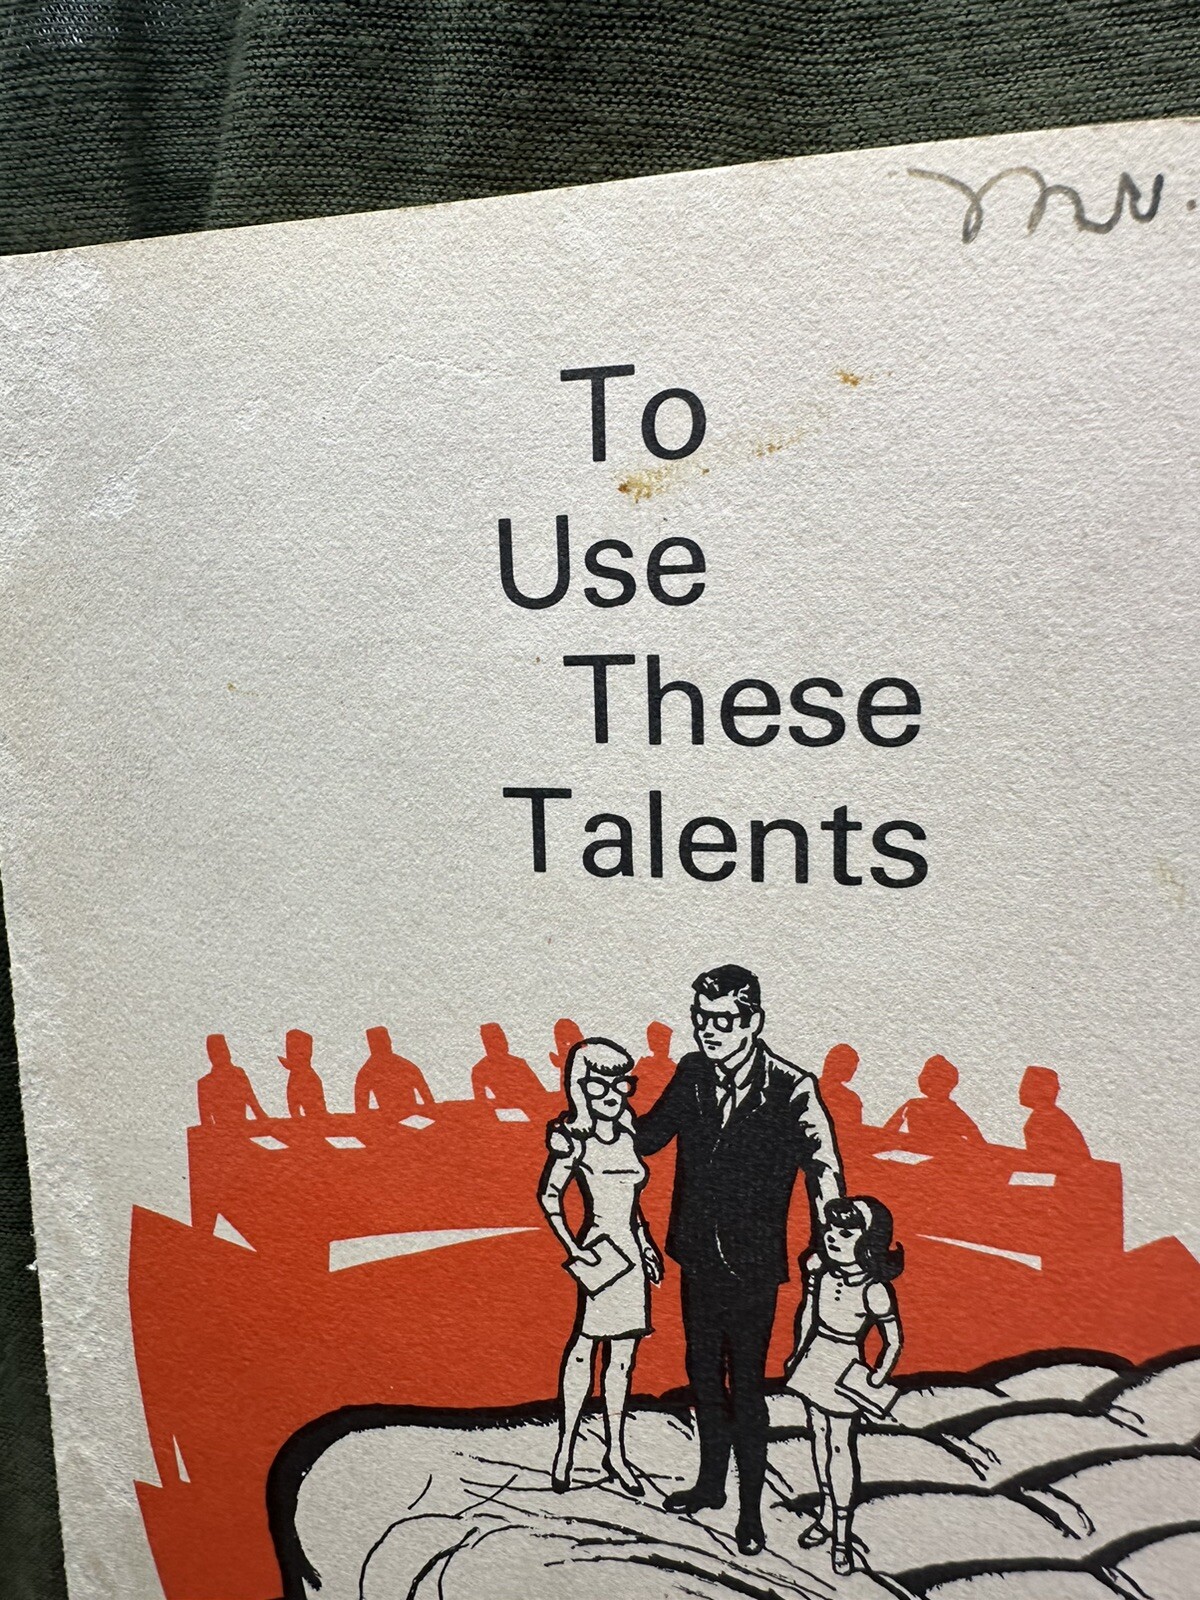 Mr.
To
Use
These
Talents